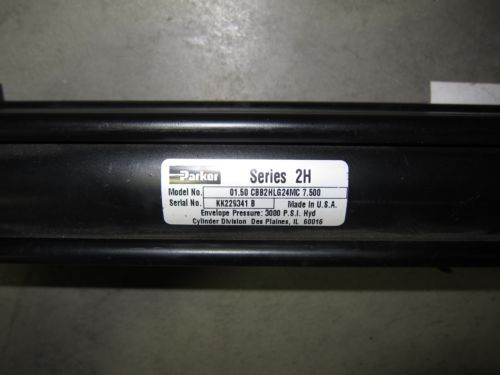 Parker Series 2H
Model No. 01.50 CBB2HLG24MC 7.500
Serial No. KK229341 B Made in U.S.A.
Envelope Pressure: 3000 P.S.I. Hyd
Cylinder Division Des Plaines, IL 60016